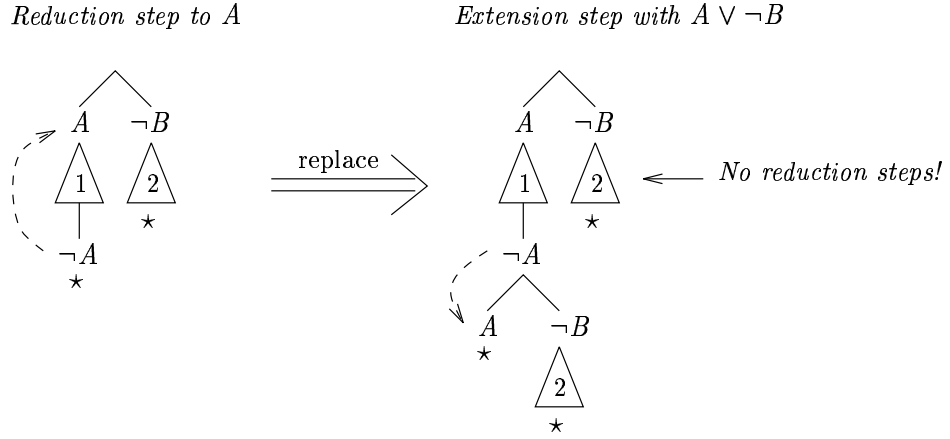 Reduction step to A
Extension step with A ∨ ¬B
A ¬B
1 2
⋆
¬A
⋆
replace
A ¬B
1 2
⋆
No reduction steps!
¬A
A ¬B
⋆
2
⋆